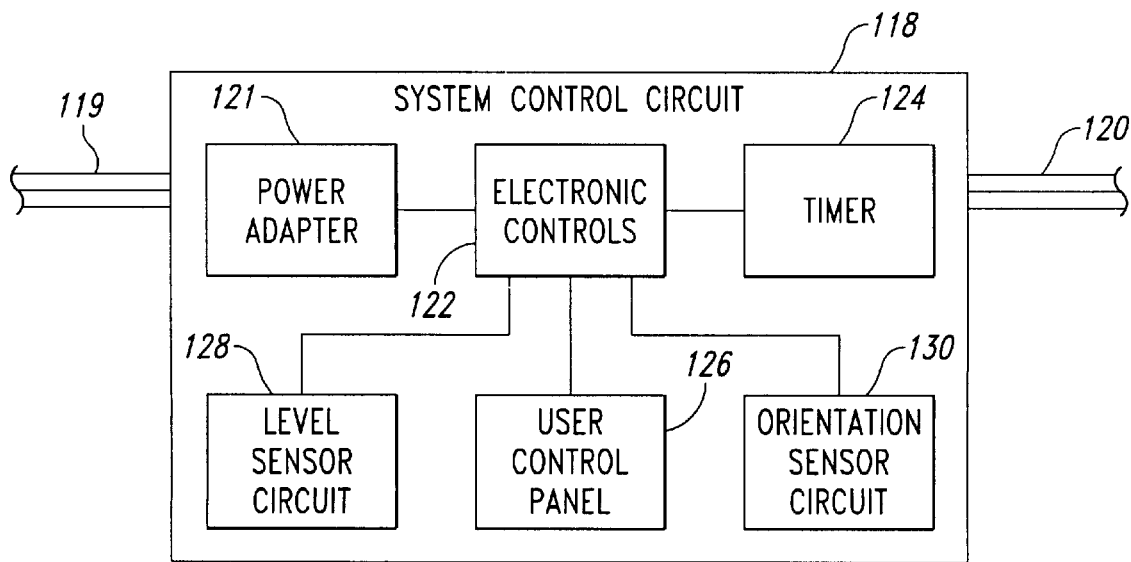 118
SYSTEM CONTROL CIRCUIT
119
121
124
120
POWER
ADAPTER
ELECTRONIC
CONTROLS
TIMER
122
128
126
130
LEVEL
SENSOR
CIRCUIT
USER
CONTROL
PANEL
ORIENTATION
SENSOR
CIRCUIT